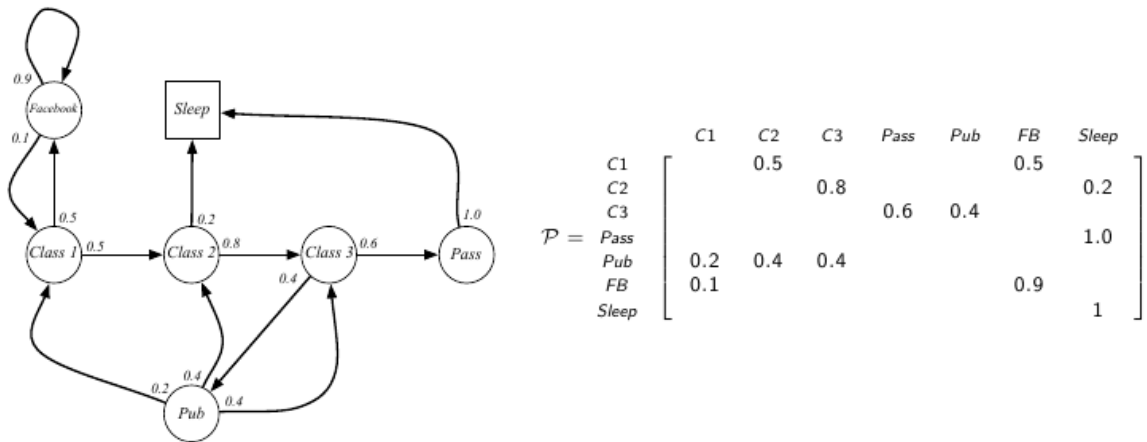 0.9
Facebook
0.1
Sleep
0.5
0.2
1.0
Class 1
0.5
Class 2
0.8
Class 3
0.6
Pass
0.4
0.2
0.4
0.4
Pub
C1 C2 C3 Pass Pub FB Sleep
C1 0.5 0.5
C2 0.8 0.2
C3 0.6 0.4
P = Pass 1.0
Pub 0.2 0.4 0.4
FB 0.1 0.9
Sleep 1